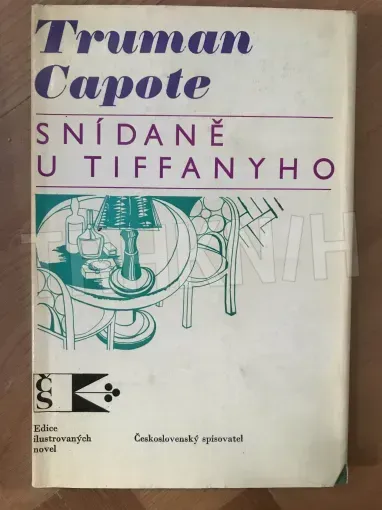 Truman
Capote
SNÍDANĚ
U TIFFANYHO
ČS
Edice
ilustrovaných
novel
Československý spisovatel